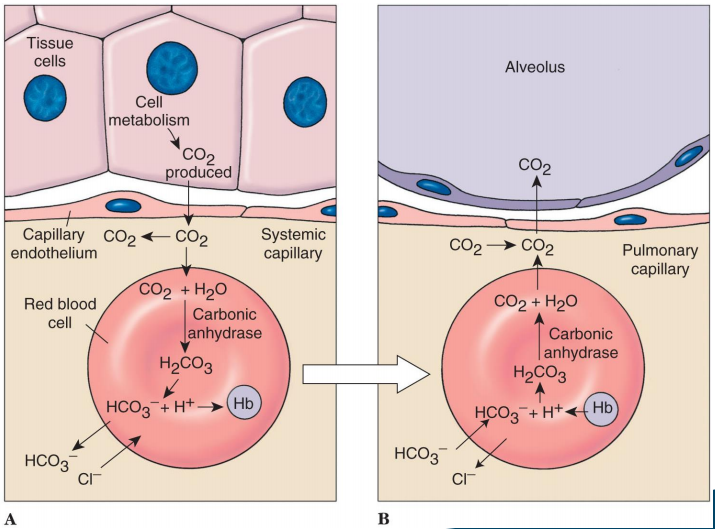 Tissue
cells
Cell
metabolism
CO2
produced
Capillary
endothelium
CO2
CO2
Systemic
capillary
Red blood
cell
CO2 + H2O
Carbonic
anhydrase
H2CO3
HCO3− + H+
Hb
HCO3−
Cl−
A
Alveolus
CO2
CO2
CO2
Pulmonary
capillary
CO2 + H2O
Carbonic
anhydrase
H2CO3
HCO3− + H+
Hb
HCO3−
Cl−
B